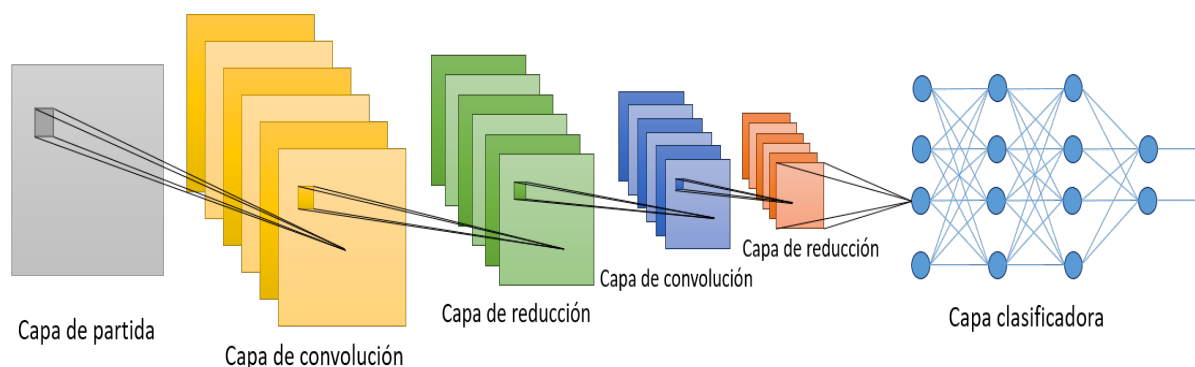 Capa de partida
Capa de convolución
Capa de reducción
Capa de convolución
Capa de reducción
Capa clasificadora